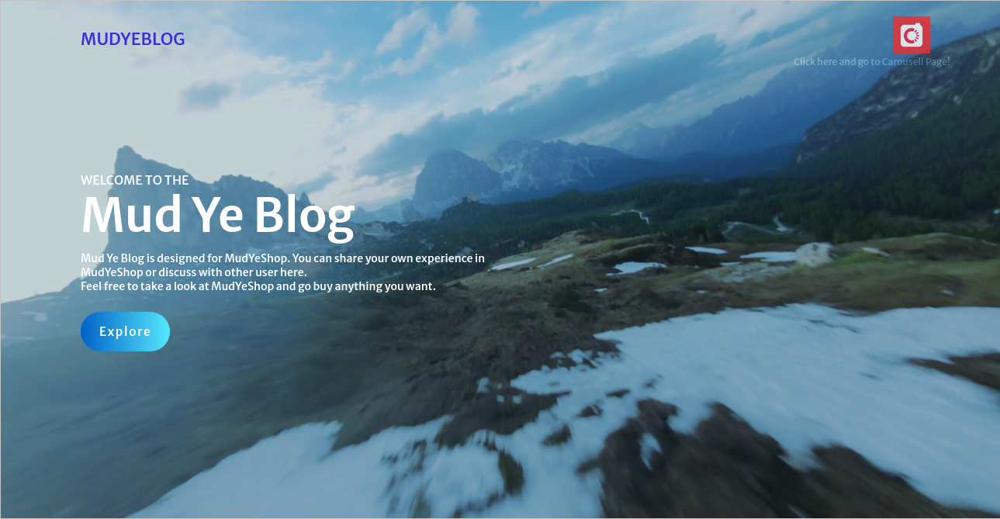 MUDYEBLOG
Click here and go to Carousell Page!
WELCOME TO THE
Mud Ye Blog
Mud Ye Blog is designed for MudYeShop. You can share your own experience in
MudYeShop or discuss with other user here.
Feel free to take a look at MudYeShop and go buy anything you want.
Explore